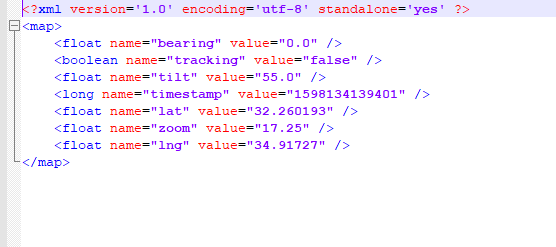 <?xml version='1.0' encoding='utf-8' standalone='yes' ?>
<map>
<float name="bearing" value="0.0" />
<boolean name="tracking" value="false" />
<float name="tilt" value="55.0" />
<long name="timestamp" value="1598134139401" />
<float name="lat" value="32.260193" />
<float name="zoom" value="17.25" />
<float name="lng" value="34.91727" />
</map>